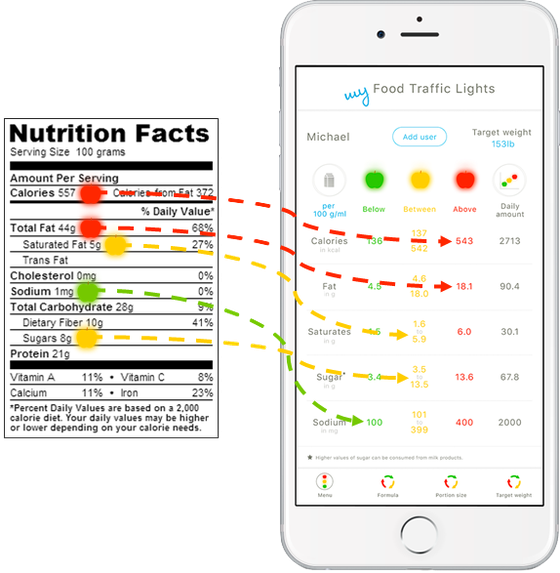 Nutrition Facts
Serving Size 100 grams
Amount Per Serving
Calories 557 Calories from Fat 372
% Daily Value*
Total Fat 44g 68%
Saturated Fat 5g 27%
Trans Fat
Cholesterol 0mg 0%
Sodium 1mg 0%
Total Carbohydrate 28g 9%
Dietary Fiber 10g 41%
Sugars 8g
Protein 21g
Vitamin A 11% • Vitamin C 8%
Calcium 11% • Iron 23%
*Percent Daily Values are based on a 2,000
calorie diet. Your daily values may be higher
or lower depending on your calorie needs.
my Food Traffic Lights
Michael
Add user
Target weight
153lb
per
100 g/ml
Below
Between
Above
Daily
amount
Calories
in kcal
136
137
542
543
2713
Fat
in g
4.5
4.6
to
18.0
18.1
90.4
Saturates
in g
1.5
1.6
to
5.9
6.0
30.1
Sugar*
in g
3.4
3.5
to
13.5
13.6
67.8
Sodium
in mg
100
101
to
399
400
2000
★ Higher values of sugar can be consumed from milk products.
Menu
Formula
Portion size
Target weight